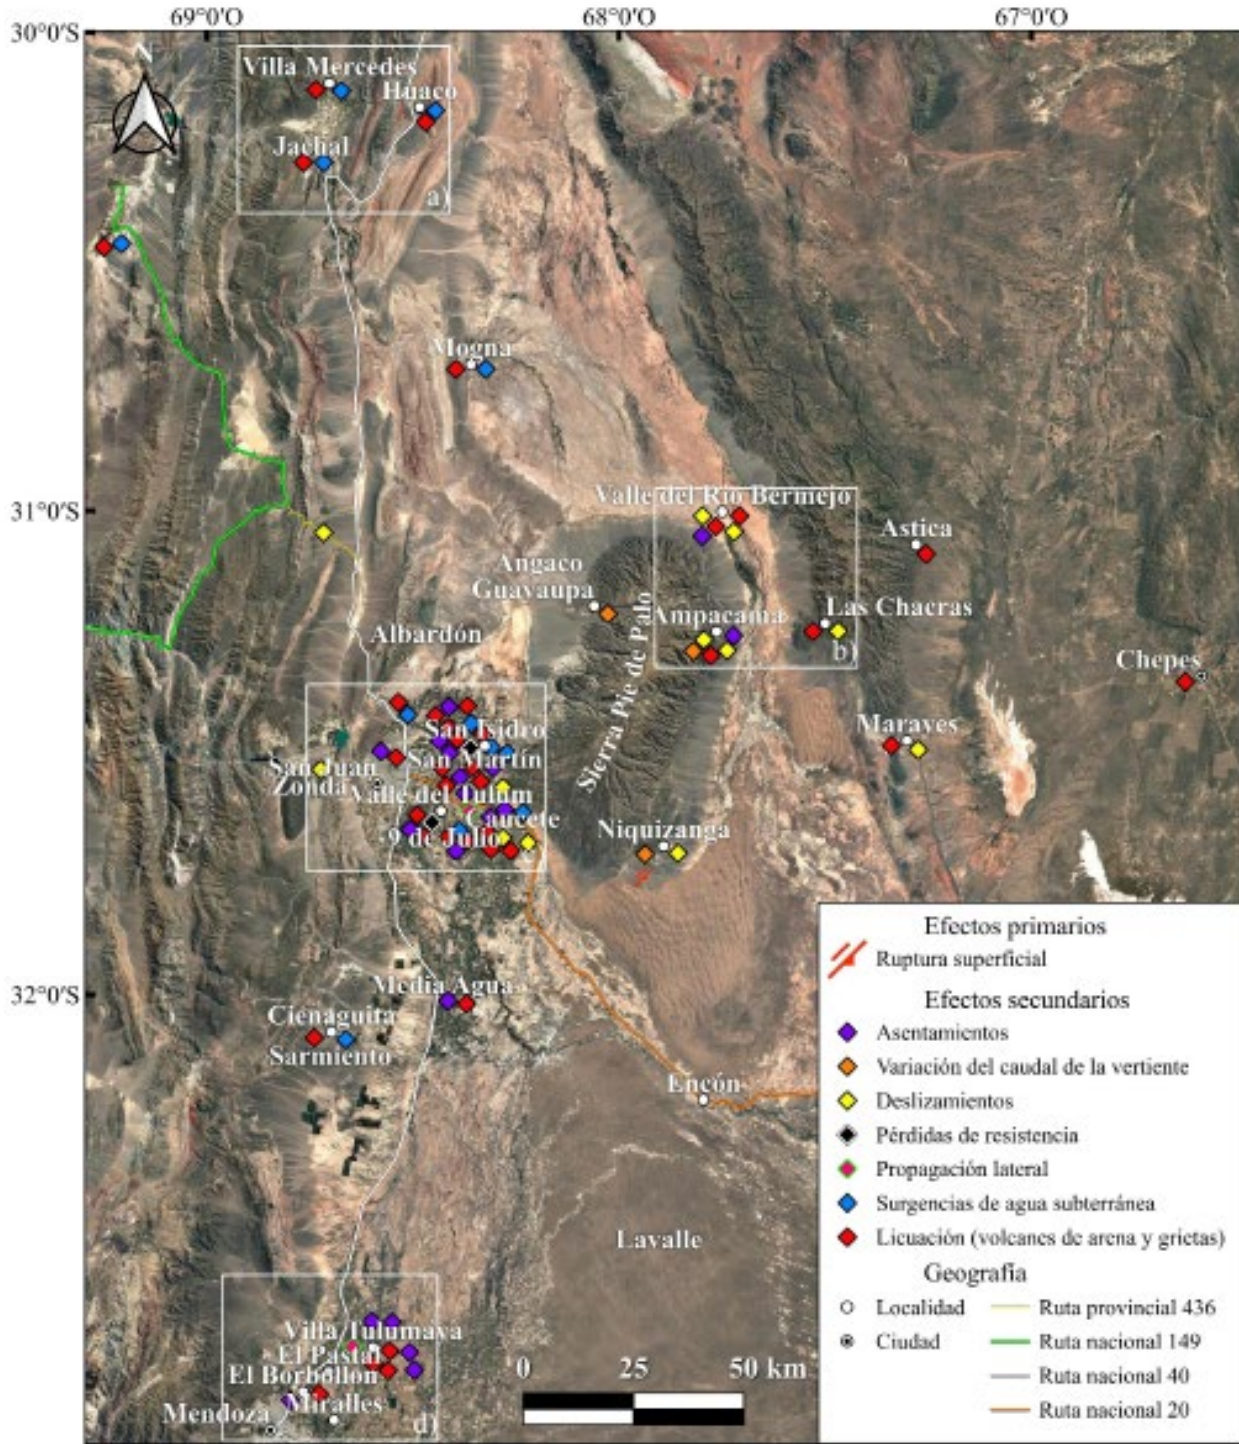 69°0'O 68°0'O 67°0'O
30°0'S
N
Villa Mercedes
Huaco
Jachal
a)
Mogna
31°0'S
Valle del Río Bermejo
Astica
Angaco
Guayaupa
Ampacama
Las Chacras
b)
Albardón
Sierra Pie de Palo
Chepes
Marayes
San Isidro
San Martín
San Juan
Zonda
Valle del Tulúm
Caucete
9 de Julio
Niquizanga
32°0'S
Media Agua
Cienaguita
Sarmiento
Encón
Lavalle
Villa Tulumaya
El Pastal
El Borbollón
Miralles
Mendoza
d)
0 25 50 km
Efectos primarios
Ruptura superficial
Efectos secundarios
Asentamientos
Variación del caudal de la vertiente
Deslizamientos
Pérdidas de resistencia
Propagación lateral
Surgencias de agua subterránea
Licuación (volcanes de arena y grietas)
Geografía
Localidad
Ciudad
Ruta provincial 436
Ruta nacional 149
Ruta nacional 40
Ruta nacional 20